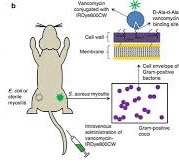 b
Vancomycin
conjugated with
IRDye800CW
D-Ala-d-Ala
vancomycin
binding site
Cell wall
Membrane
Cell envelope of
Gram-positive
bacteria
E. coli or
sterile
myositis
S. aureus myositis
Intravenous
administration of
vancomycin-
IRDye800CW
Gram-positive
cocci